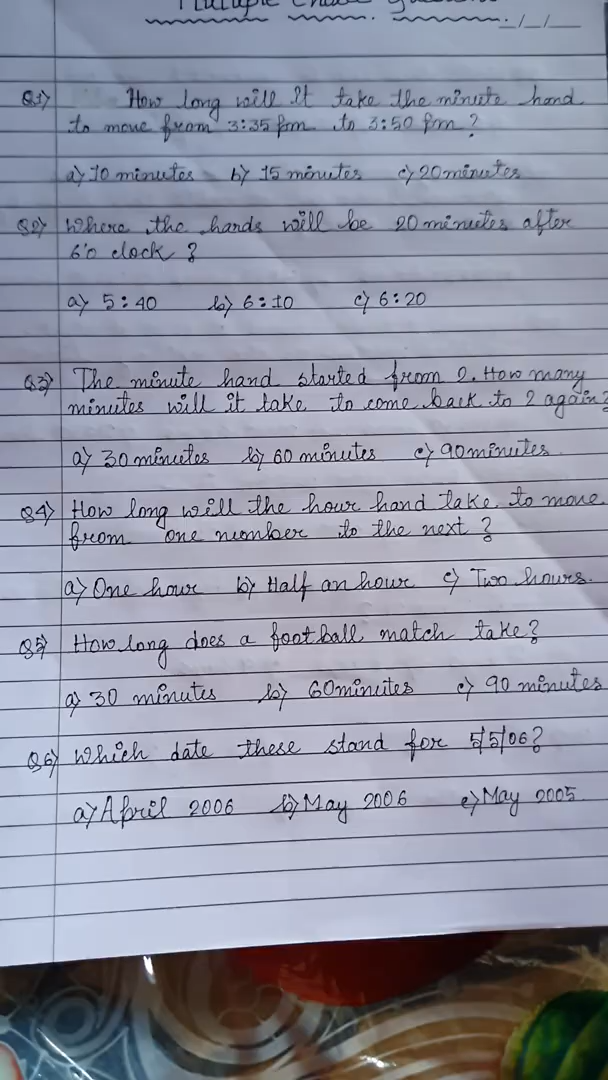 Multiple Choice Questions
_/_/_
Q1) How long will it take the minute hand
to move from 3:35 pm to 3:50 pm?
a) 10 minutes b) 15 minutes c) 20 minutes
Q2) Where the hands will be 20 minutes after
6'o clock?
a) 5:40 b) 6:10 c) 6:20
Q3) The minute hand started from 2. How many
minutes will it take to come back to 2 again?
a) 30 minutes b) 60 minutes c) 90 minutes
Q4) How long will the hour hand take to move
from one number to the next?
a) One hour b) Half an hour c) Two hours.
Q5) How long does a football match take?
a) 30 minutes b) 60 minutes c) 90 minutes
Q6) Which date these stand for 5/5/06?
a) April 2006 b) May 2006 c) May 2005